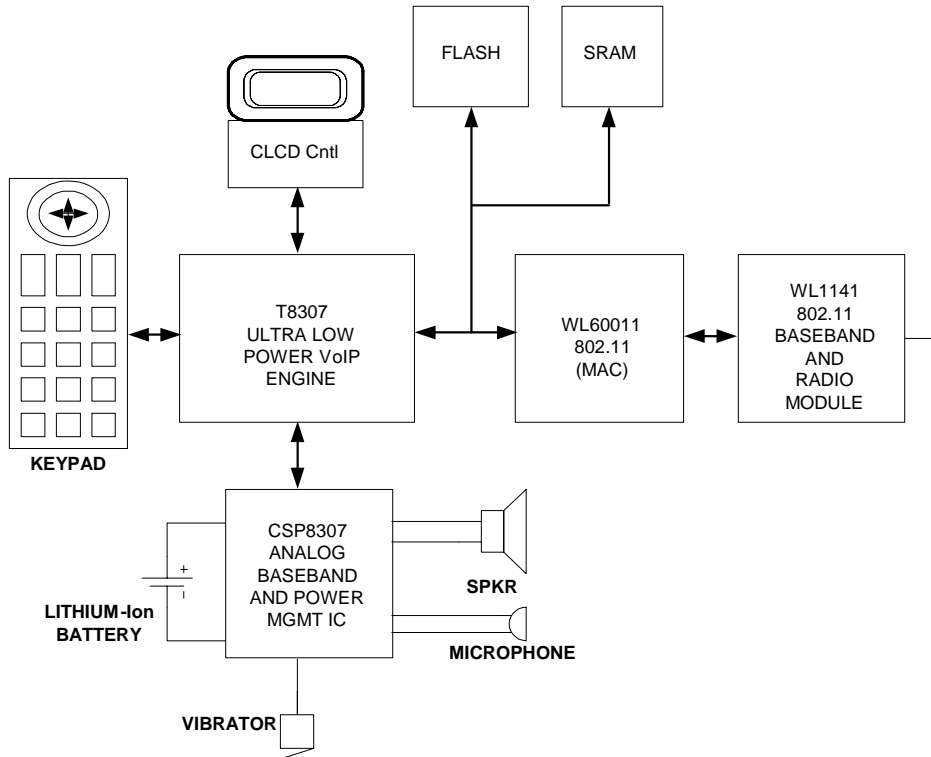 FLASH
SRAM
CLCD Cntl
T8307
ULTRA LOW
POWER VoIP
ENGINE
WL60011
802.11
(MAC)
WL1141
802.11
BASEBAND
AND
RADIO
MODULE
KEYPAD
CSP8307
ANALOG
BASEBAND
AND POWER
MGMT IC
+
-
LITHIUM-Ion
BATTERY
SPKR
MICROPHONE
VIBRATOR